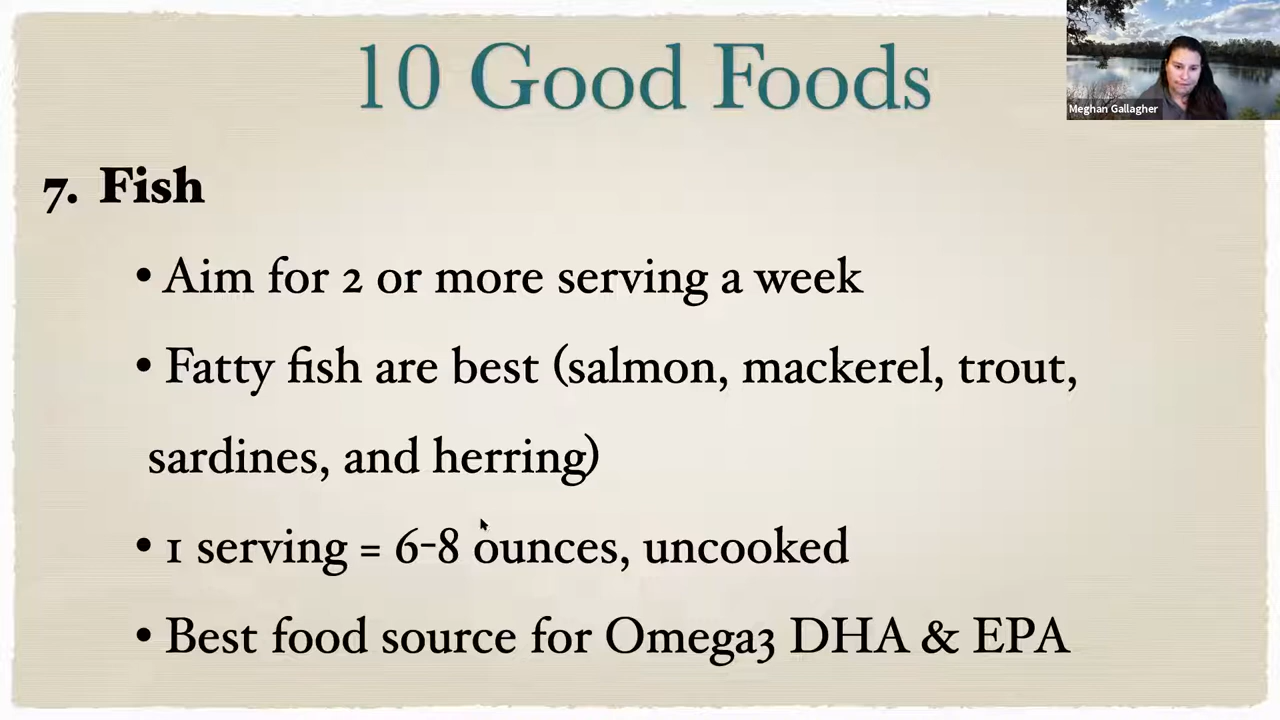 10 Good Foods
Meghan Gallagher
7. Fish
• Aim for 2 or more serving a week
• Fatty fish are best (salmon, mackerel, trout,
sardines, and herring)
• 1 serving = 6-8 ounces, uncooked
• Best food source for Omega3 DHA & EPA